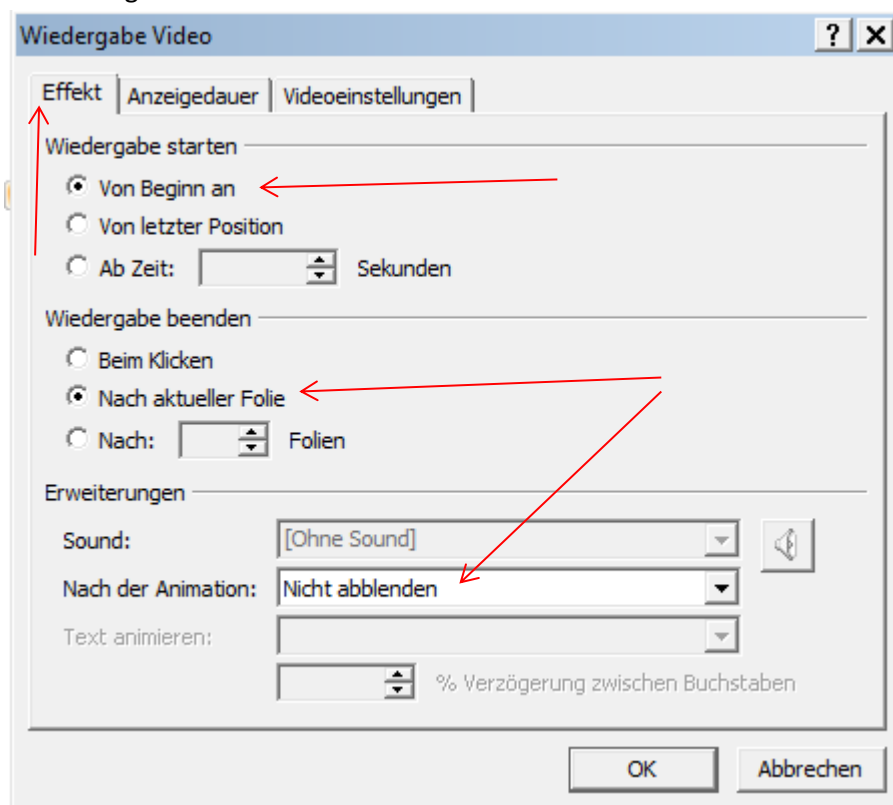 Wiedergabe Video
Effekt Anzeigedauer Videoeinstellungen
Wiedergabe starten
Von Beginn an
Von letzter Position
Ab Zeit: Sekunden
Wiedergabe beenden
Beim Klicken
Nach aktueller Folie
Nach: Folien
Erweiterungen
Sound: [Ohne Sound]
Nach der Animation: Nicht abblenden
Text animieren:
% Verzögerung zwischen Buchstaben
OK Abbrechen